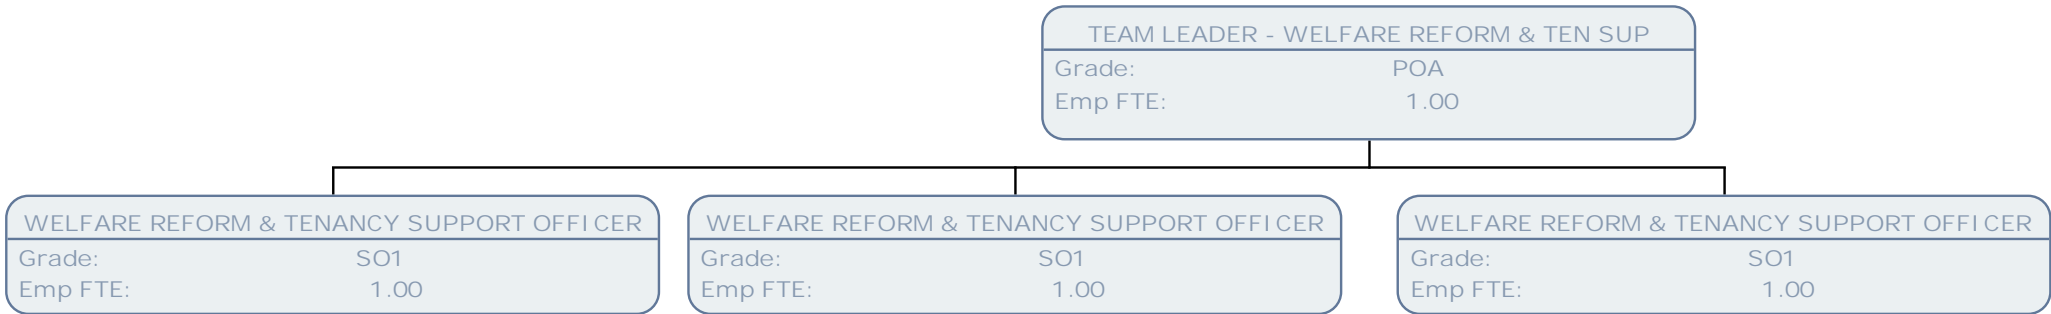 TEAM LEADER - WELFARE REFORM & TEN SUP
Grade: POA
Emp FTE: 1.00
WELFARE REFORM & TENANCY SUPPORT OFFICER
Grade: SO1
Emp FTE: 1.00
WELFARE REFORM & TENANCY SUPPORT OFFICER
Grade: SO1
Emp FTE: 1.00
WELFARE REFORM & TENANCY SUPPORT OFFICER
Grade: SO1
Emp FTE: 1.00